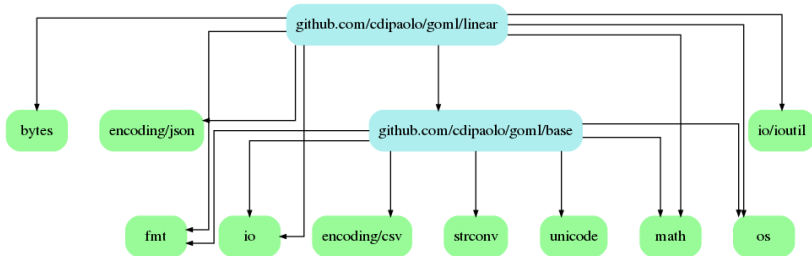 github.com/cdipaolo/goml/linear
bytes
encoding/json
github.com/cdipaolo/goml/base
io/ioutil
fmt
io
encoding/csv
strconv
unicode
math
os